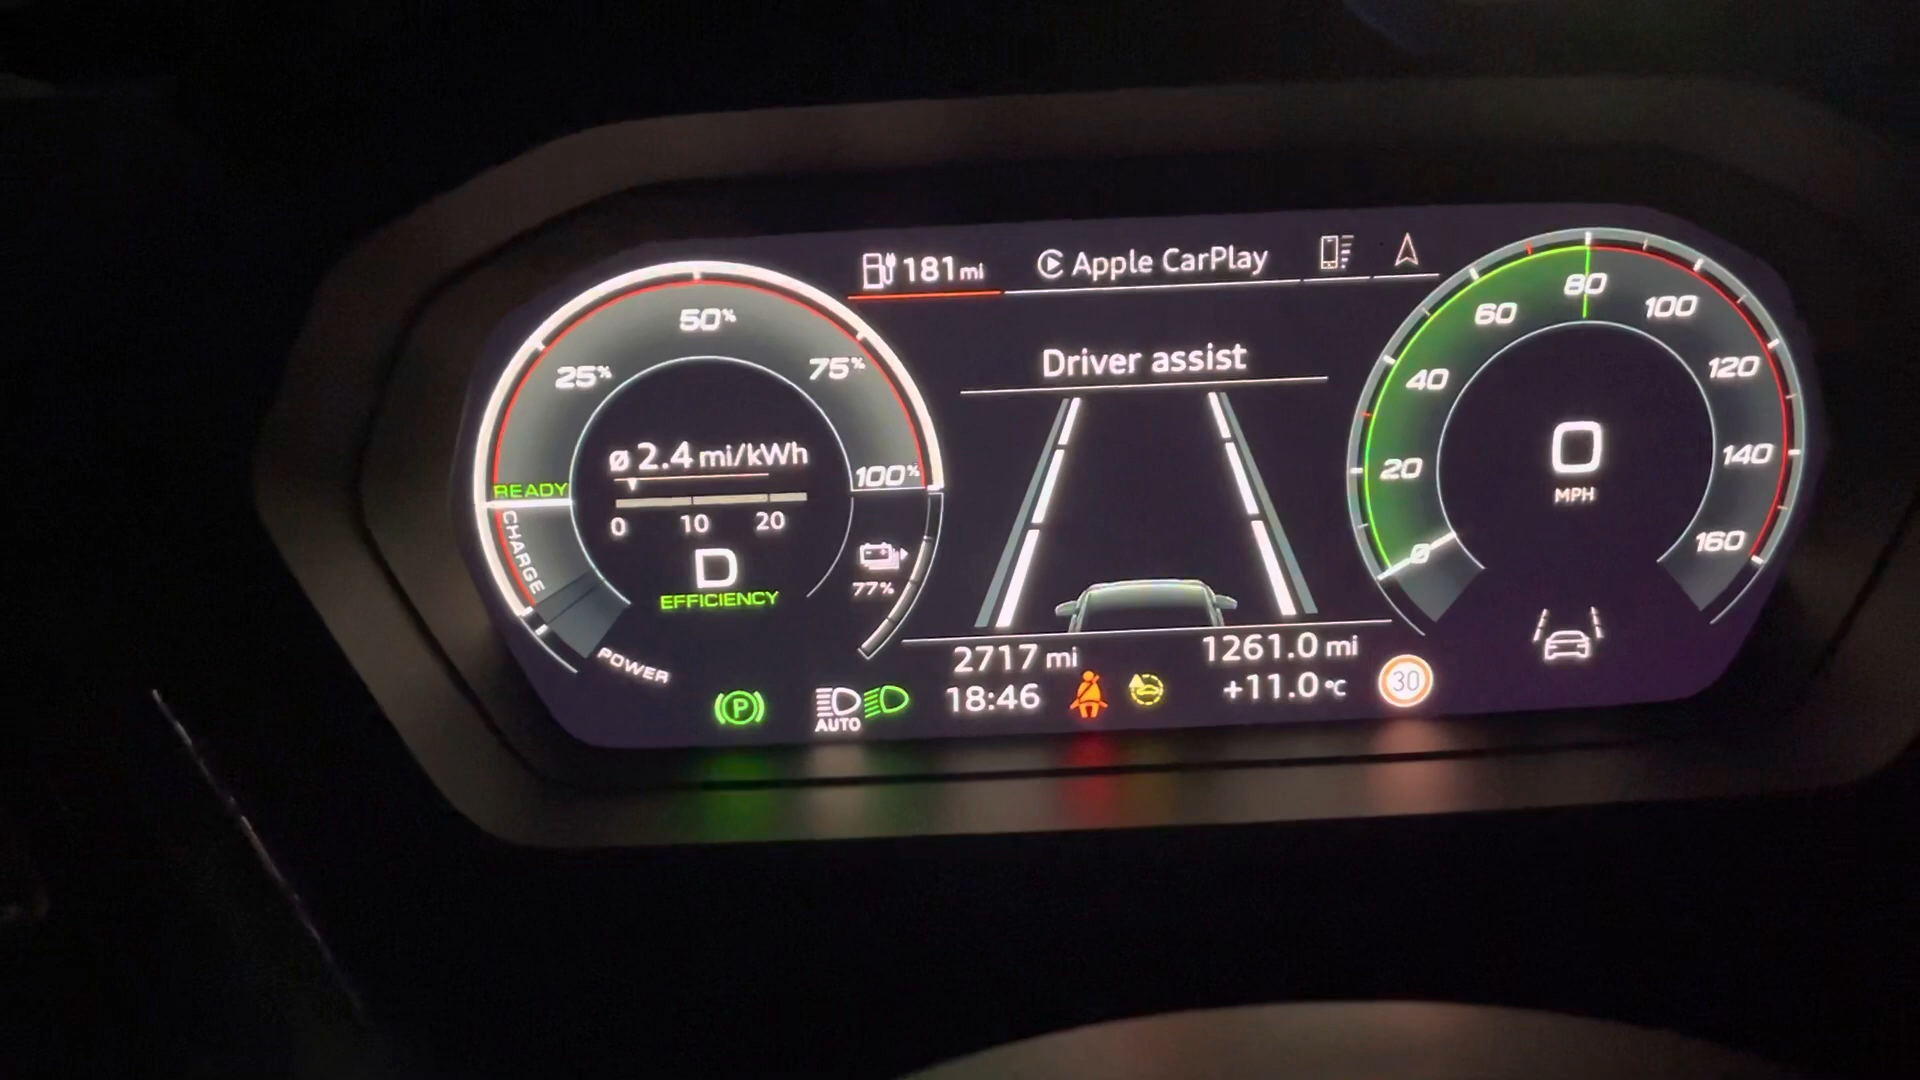 181 mi
Apple CarPlay
Driver assist
25%
50%
75%
100%
READY
CHARGE
POWER
ø 2.4 mi/kWh
0 10 20
D
EFFICIENCY
77%
0
20
40
60
80
100
120
140
160
0
MPH
2717 mi
1261.0 mi
P
AUTO
18:46
+11.0 °C
30